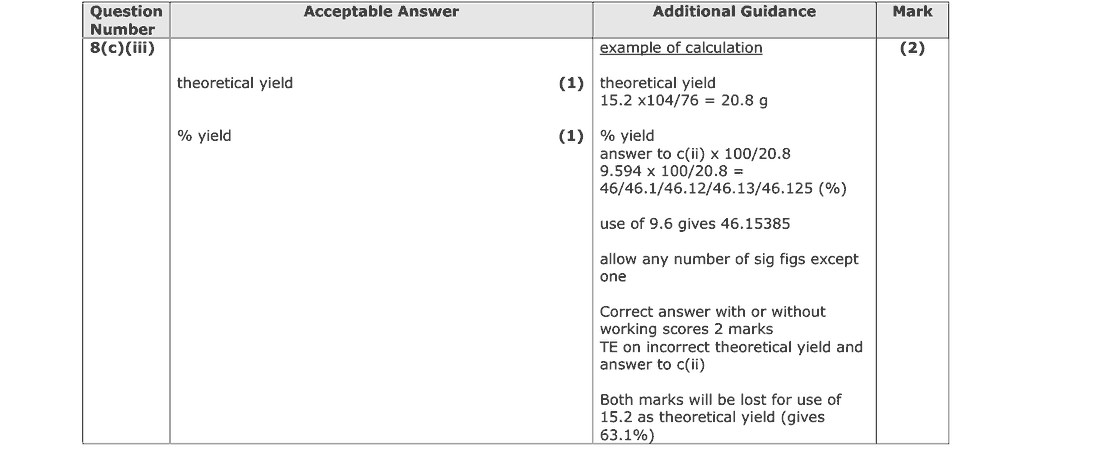 Question Number
Acceptable Answer
Additional Guidance
Mark
8(c)(iii)
example of calculation
(2)
theoretical yield (1)
theoretical yield
15.2 x104/76 = 20.8 g
% yield (1)
% yield
answer to c(ii) x 100/20.8
9.594 x 100/20.8 =
46/46.1/46.12/46.13/46.125 (%)
use of 9.6 gives 46.15385
allow any number of sig figs except
one
Correct answer with or without
working scores 2 marks
TE on incorrect theoretical yield and
answer to c(ii)
Both marks will be lost for use of
15.2 as theoretical yield (gives
63.1%)